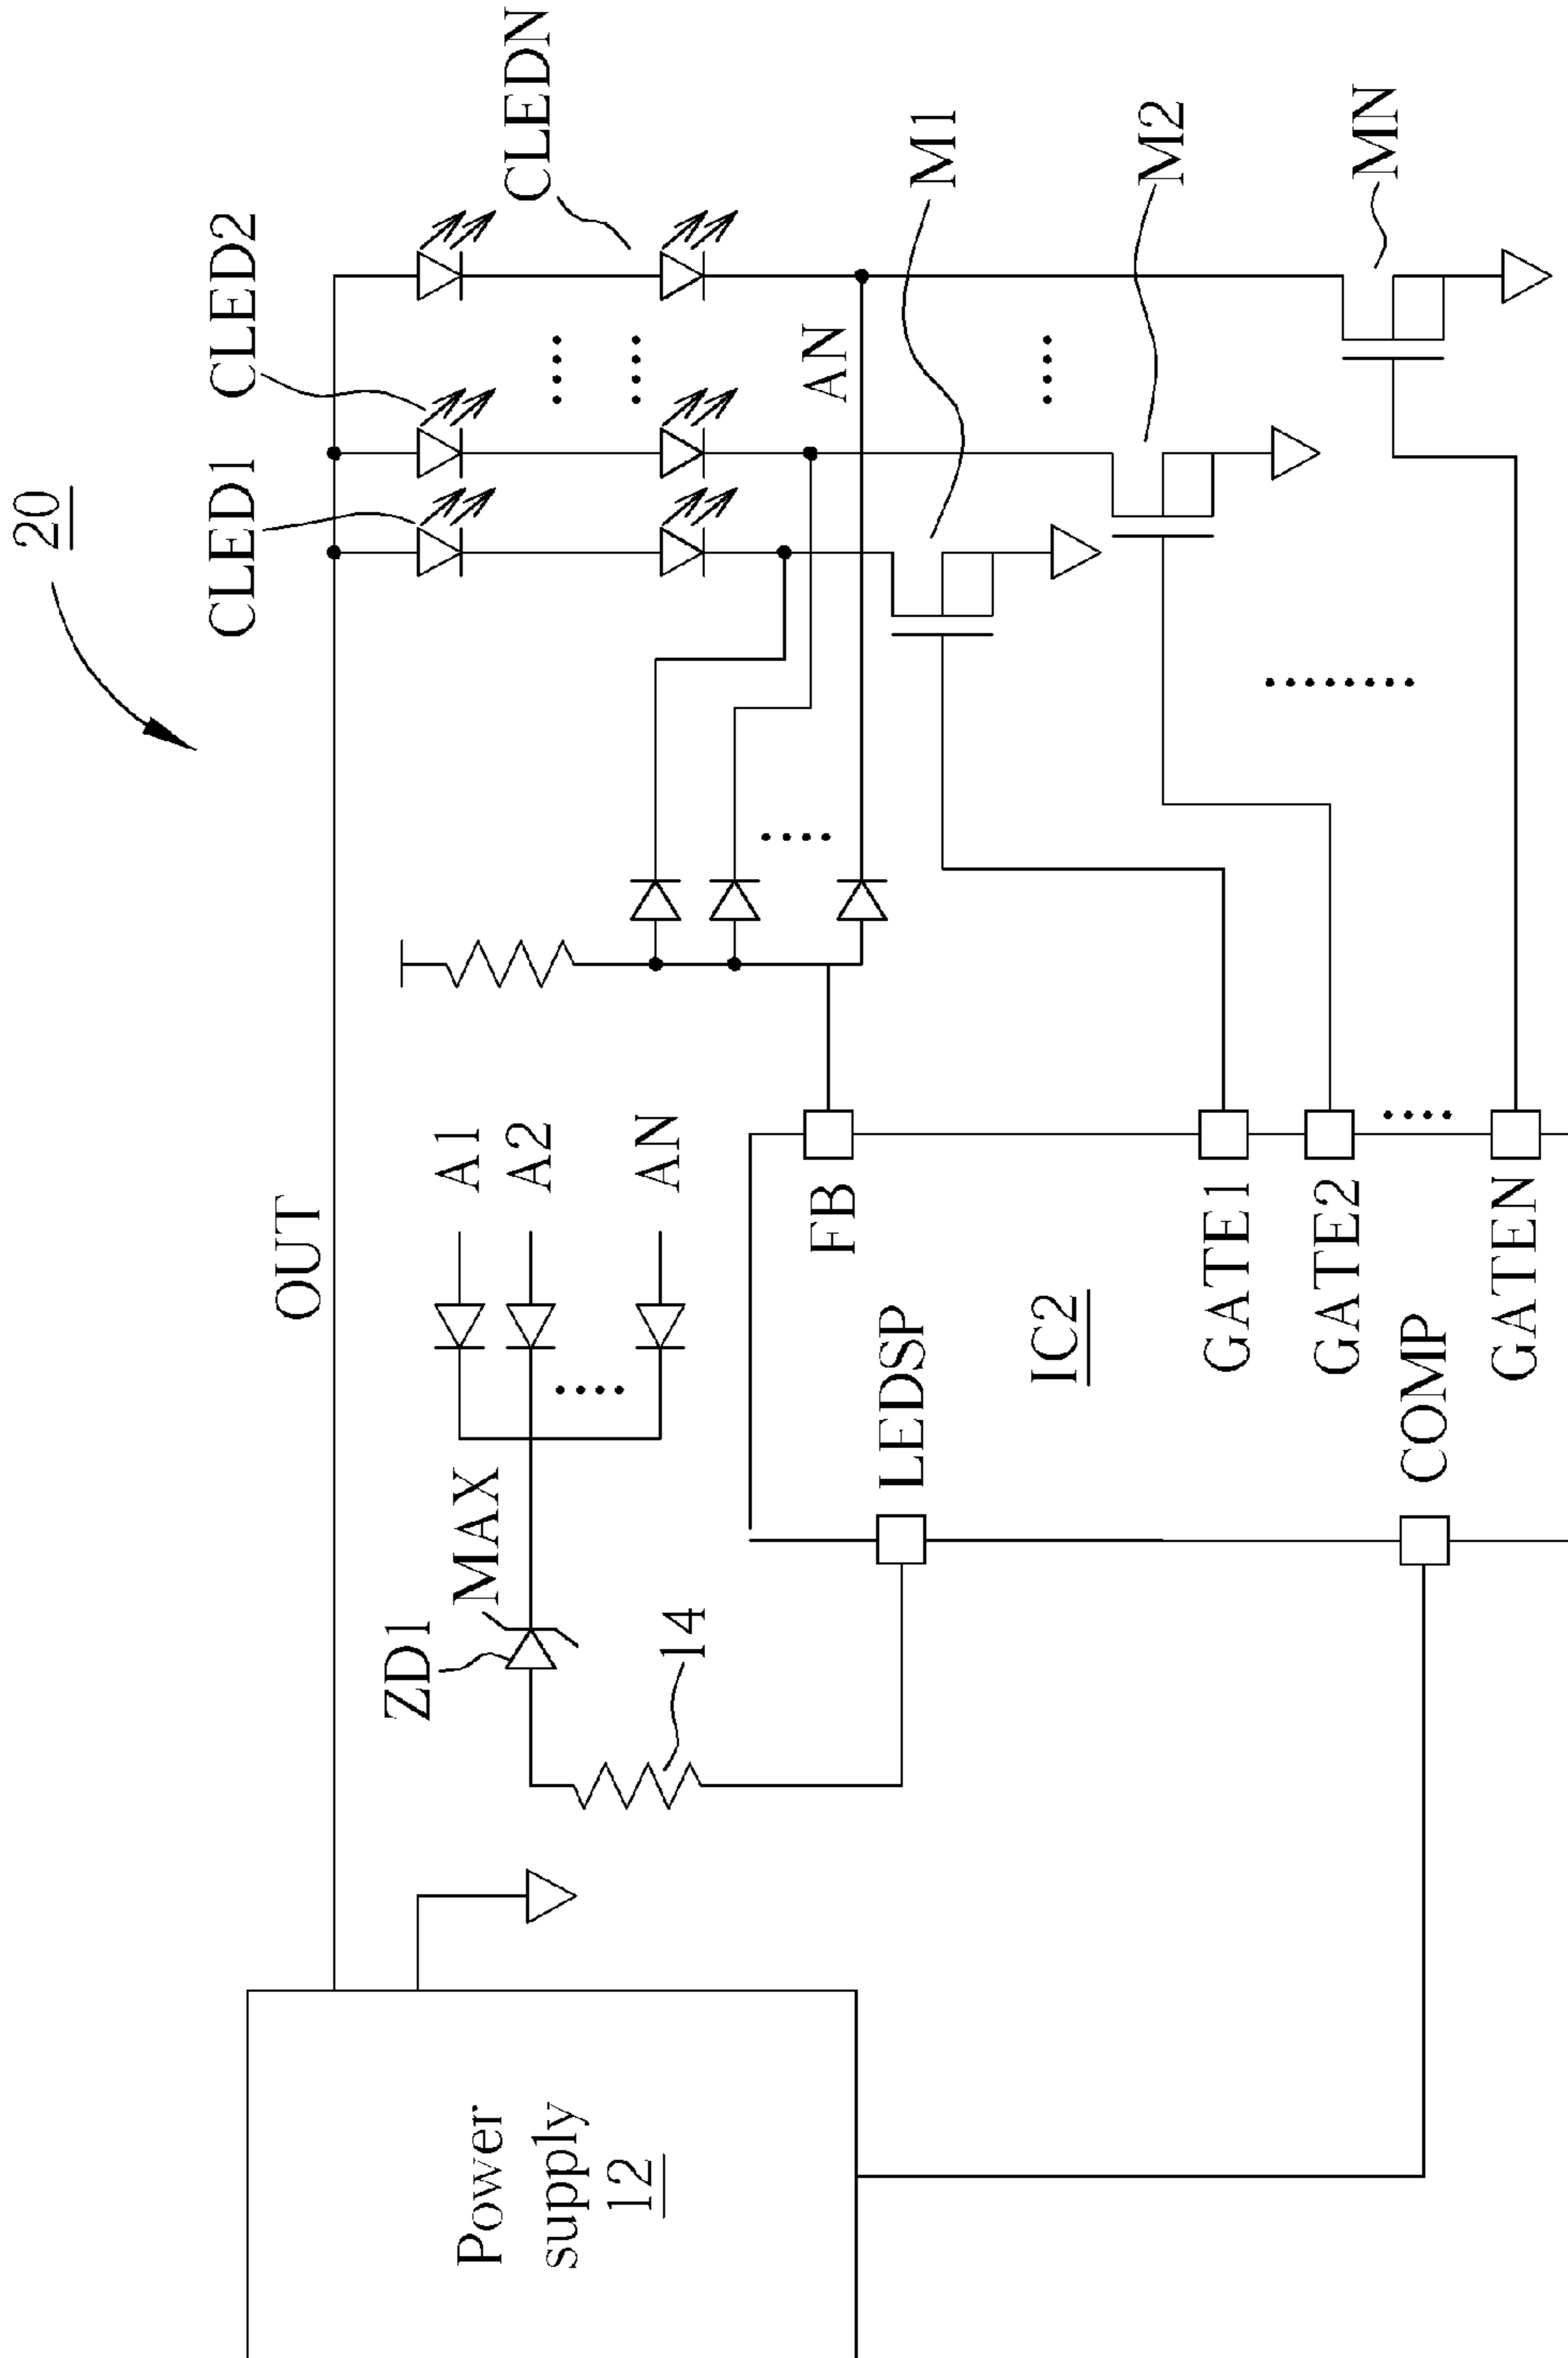 20
CLED1
CLED2
CLEDN
OUT
A1
A2
AN
MAX
ZD1
14
AN
M1
M2
MN
Power
supply
12
FB
LEDSP
IC2
GATE1
GATE2
COMP
GATEN